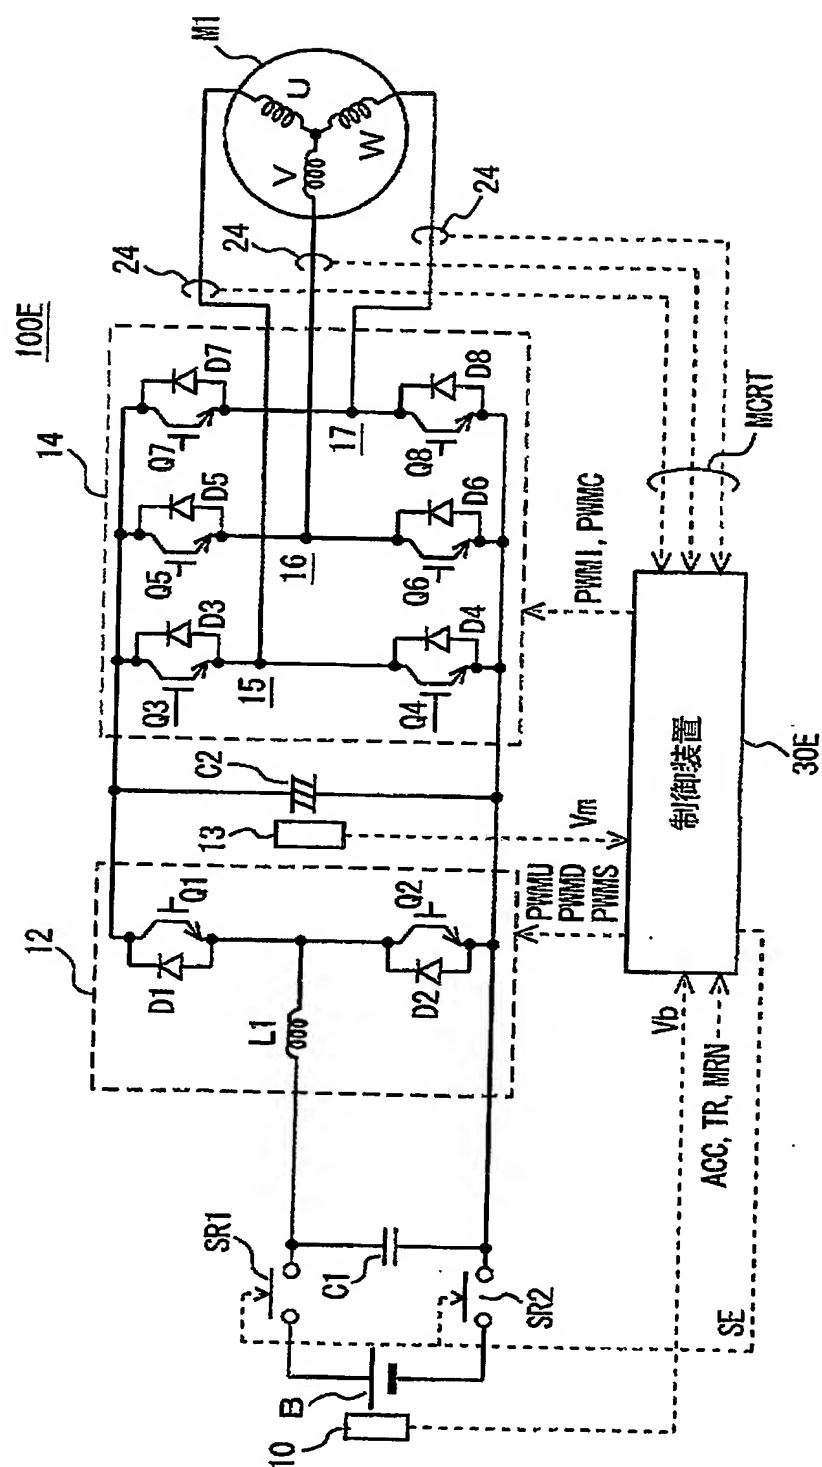 100E
10
B
SR1
SR2
C1
SE
12
L1
D1
Q1
D2
Q2
13
C2
14
Q3
D3
Q4
D4
15
Q5
D5
Q6
D6
16
Q7
D7
Q8
D8
17
24
24
24
M1
U
V
W
MCRT
PWMI, PWMC
Vm
PWMU
PWMD
PWMS
Vb
ACC, TR, MRN
制御装置
30E